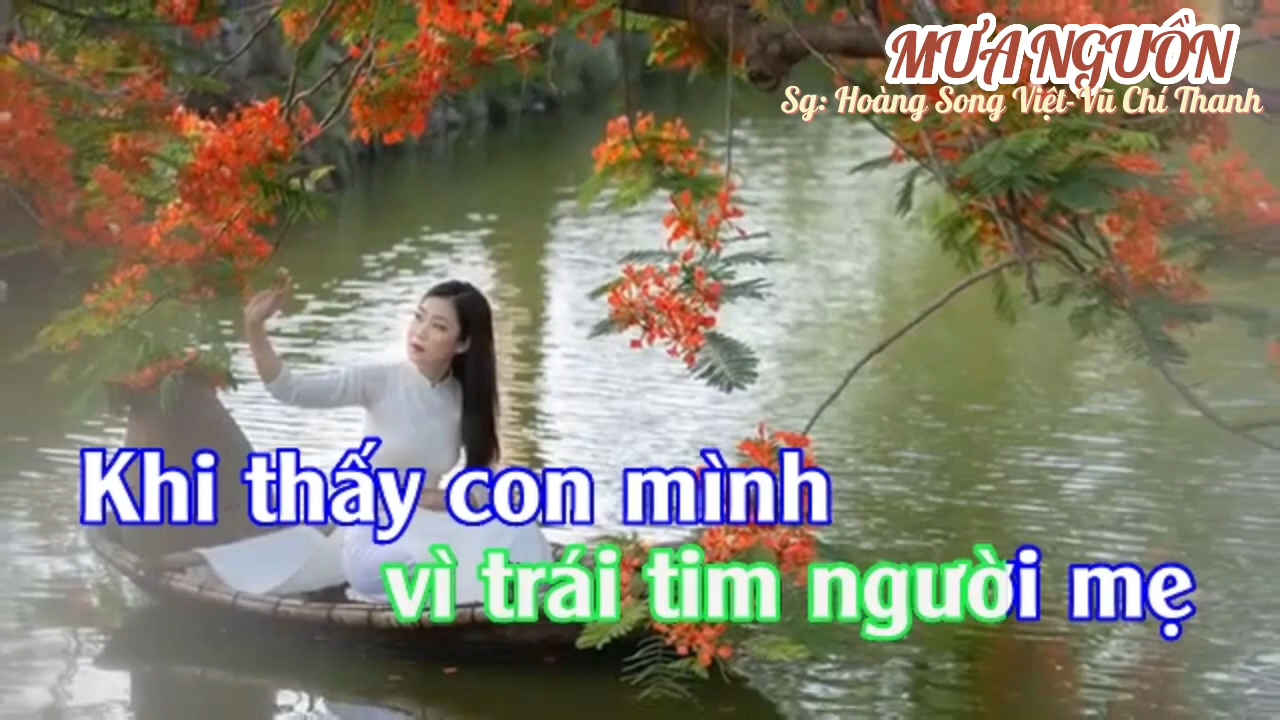 MƯA NGUỒN
Sg: Hoàng Song Việt-Vũ Chí Thanh
Khi thấy con mình
vì trái tim người mẹ